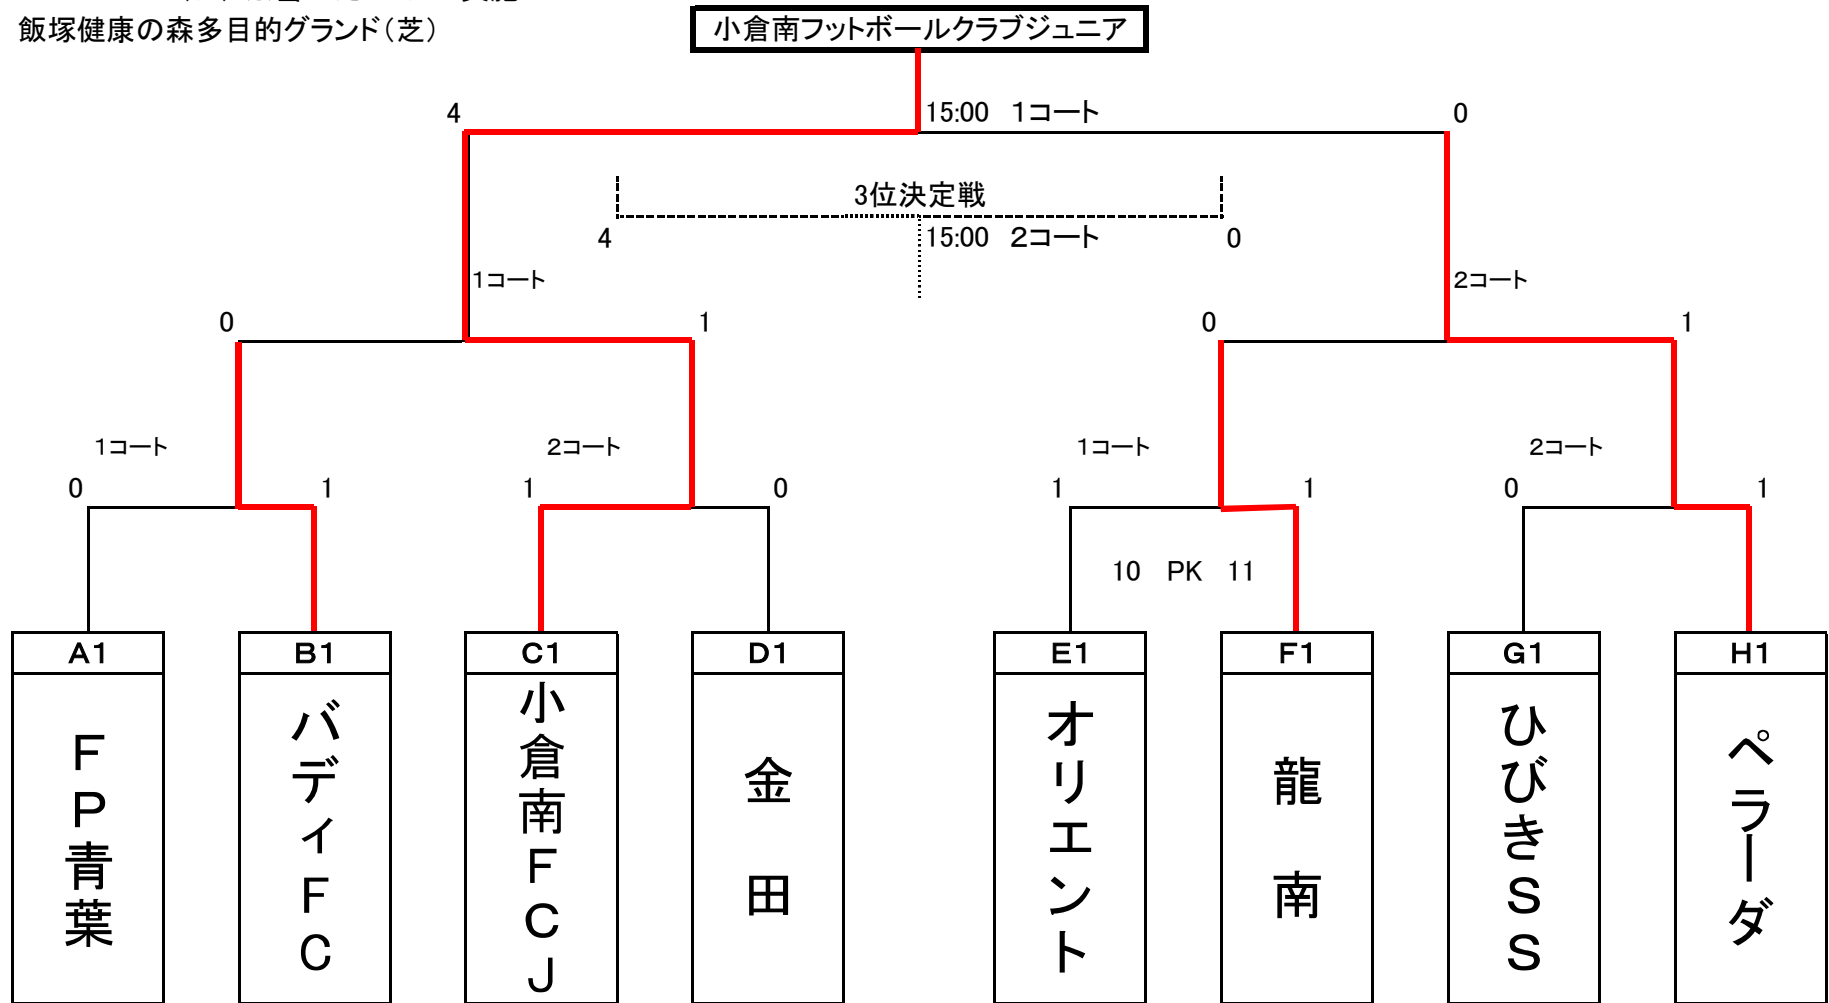 飯塚健康の森多目的グランド（芝）
小倉南フットボールクラブジュニア
4 15:00 1コート 0
3位決定戦
4 15:00 2コート 0
1コート 2コート
0 1 0 1
1コート 2コート 1コート 2コート
0 1 1 0 1 1 0 1
10 PK 11
A1 B1 C1 D1 E1 F1 G1 H1
FP青葉
バディFC
小倉南FCJ
金田
オリエント
龍南
ひびきSS
ペラーダ